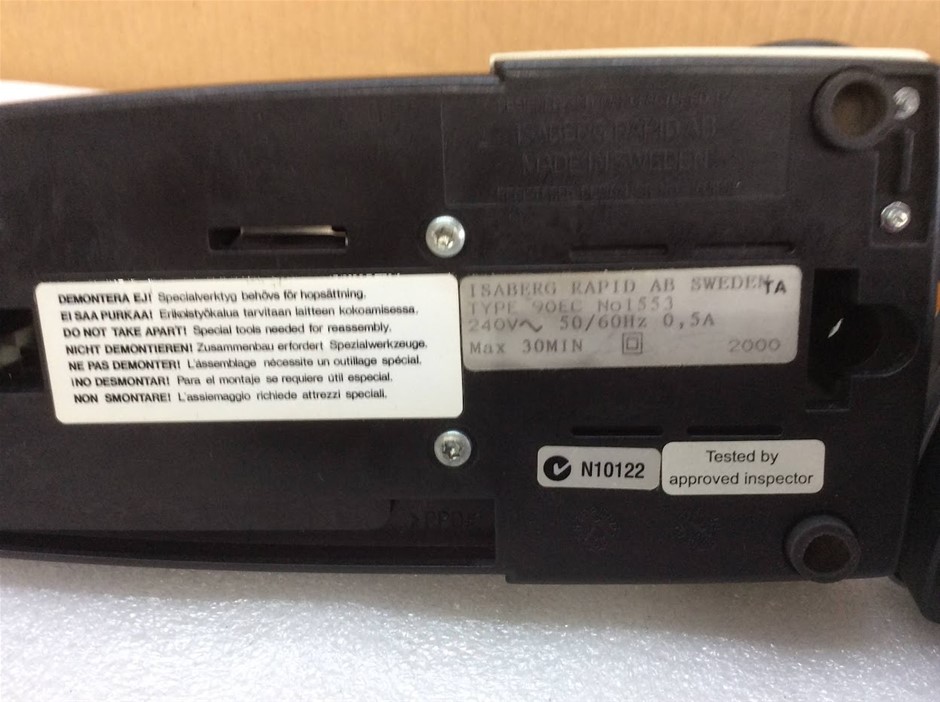 ISABERG RAPID AB
MADE IN SWEDEN
DEMONTERA EJ! Specialverktyg behövs för hopsättning.
EI SAA PURKAA! Erikoistyökalua tarvitaan laitteen kokoamisessa.
DO NOT TAKE APART! Special tools needed for reassembly.
NICHT DEMONTIEREN! Zusammenbau erfordert Spezialwerkzeuge.
NE PAS DEMONTER! L'assemblage nécessite un outillage spécial.
¡NO DESMONTAR! Para el montaje se requiere útil especial.
NON SMONTARE! L'assiemaggio richiede attrezzi speciali.
ISABERG RAPID AB SWEDEN TA
TYPE 90EC No1553
240V~ 50/60Hz 0,5A
Max 30MIN 2000
N10122
Tested by
approved inspector